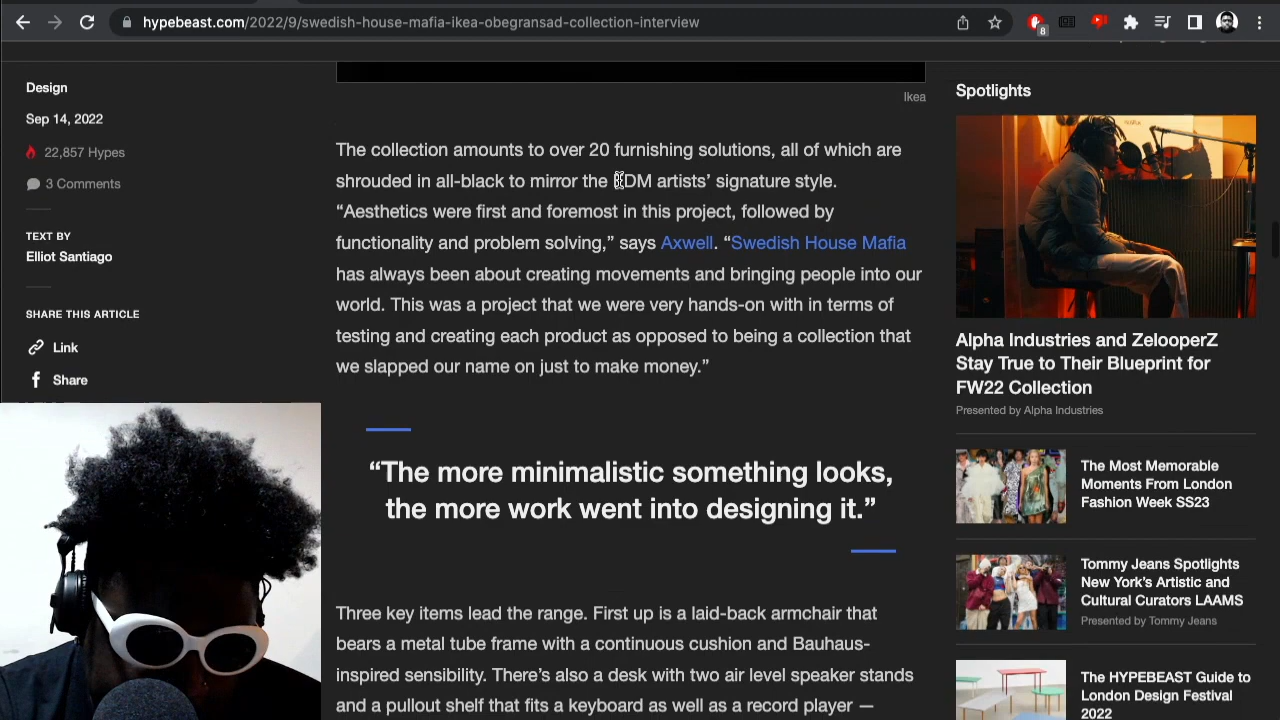 hypebeast.com/2022/9/swedish-house-mafia-ikea-obegransad-collection-interview
8
Design
Sep 14, 2022
22,857 Hypes
3 Comments
TEXT BY
Elliot Santiago
SHARE THIS ARTICLE
Link
Share
Ikea
The collection amounts to over 20 furnishing solutions, all of which are
shrouded in all-black to mirror the EDM artists’ signature style.
“Aesthetics were first and foremost in this project, followed by
functionality and problem solving,” says Axwell. “Swedish House Mafia
has always been about creating movements and bringing people into our
world. This was a project that we were very hands-on with in terms of
testing and creating each product as opposed to being a collection that
we slapped our name on just to make money.”
“The more minimalistic something looks,
the more work went into designing it.”
Three key items lead the range. First up is a laid-back armchair that
bears a metal tube frame with a continuous cushion and Bauhaus-
inspired sensibility. There’s also a desk with two air level speaker stands
and a pullout shelf that fits a keyboard as well as a record player —
Spotlights
Alpha Industries and ZelooperZ
Stay True to Their Blueprint for
FW22 Collection
Presented by Alpha Industries
The Most Memorable
Moments From London
Fashion Week SS23
Tommy Jeans Spotlights
New York’s Artistic and
Cultural Curators LAAMS
Presented by Tommy Jeans
The HYPEBEAST Guide to
London Design Festival
2022